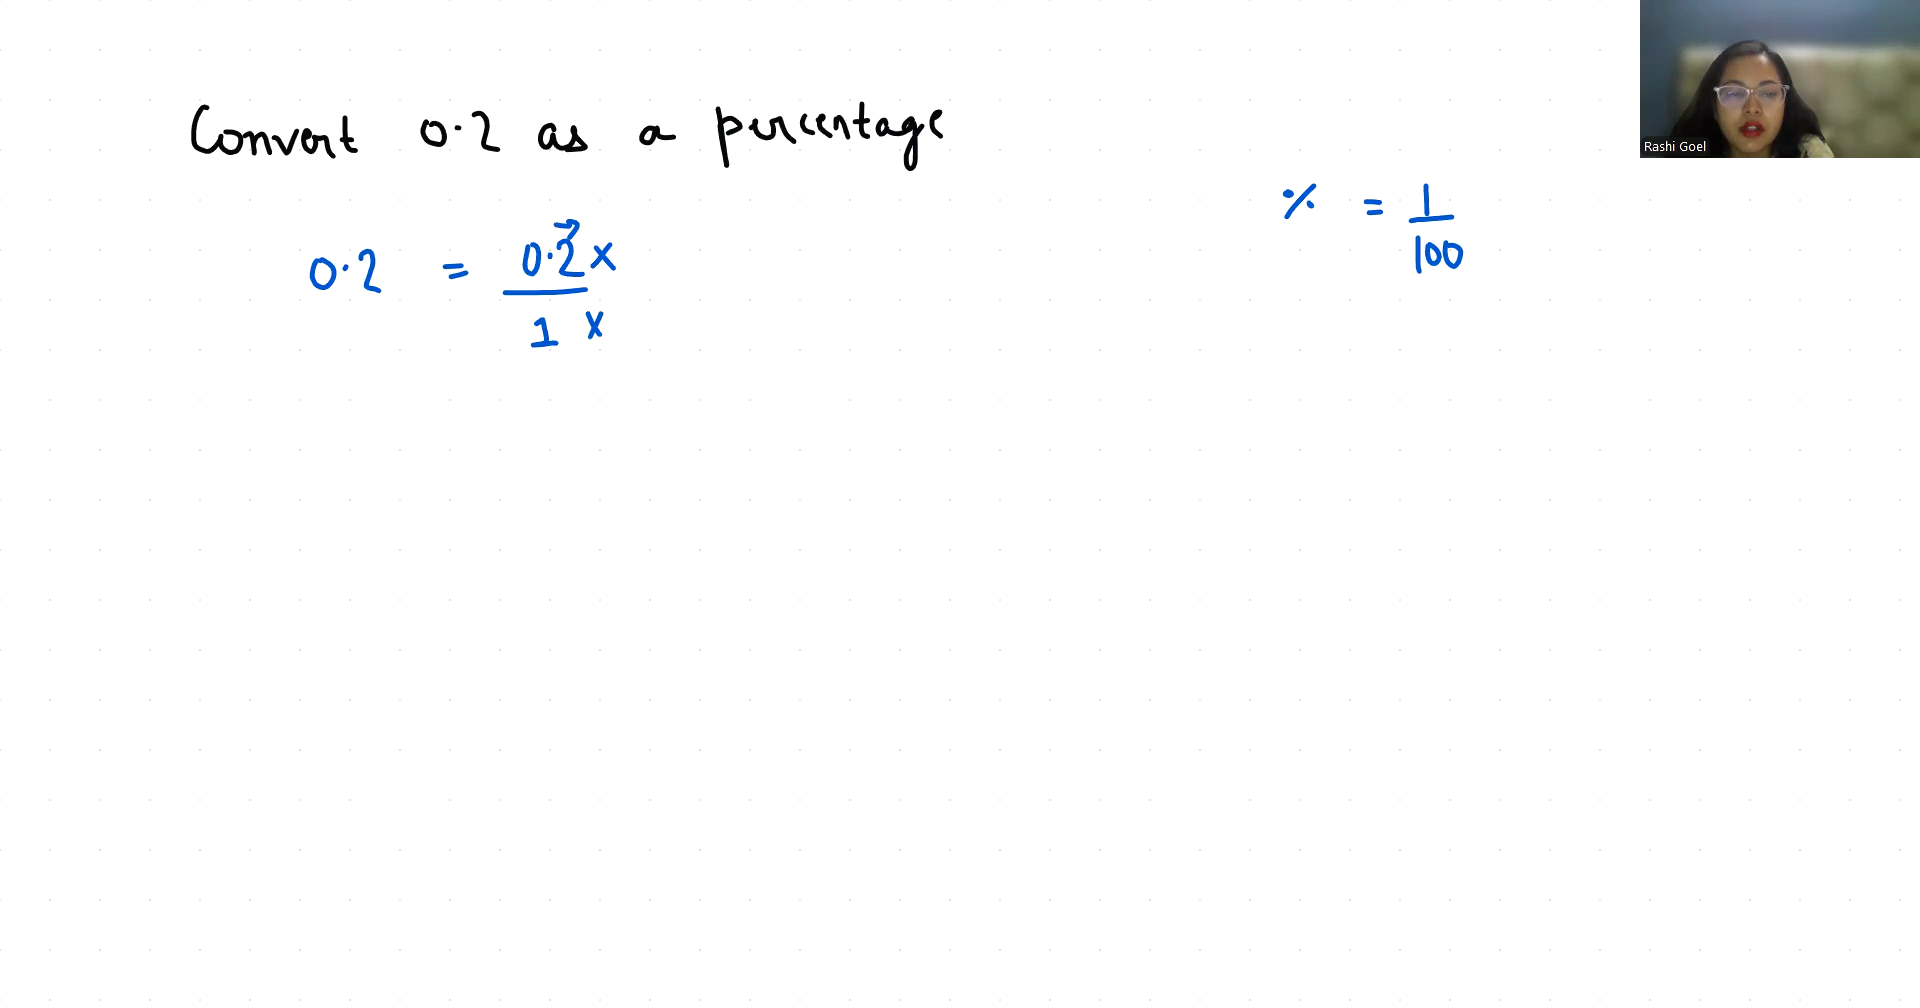 Convert 0.2 as a percentage
Rashi Goel
% = 1/100
0.2 = 0.2 x / 1 x